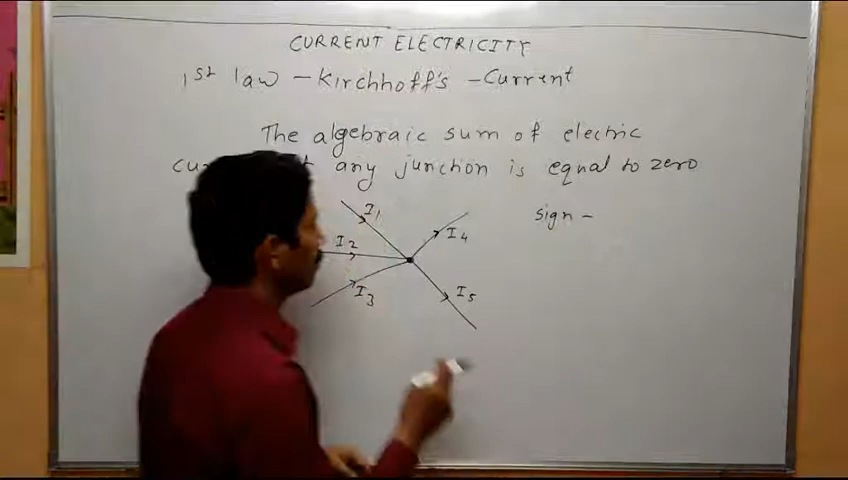 CURRENT ELECTRICITY
1st law - Kirchhoff's - Current
The algebraic sum of electric
any junction is equal to zero
sign -
I1
I2
I4
I3
I5